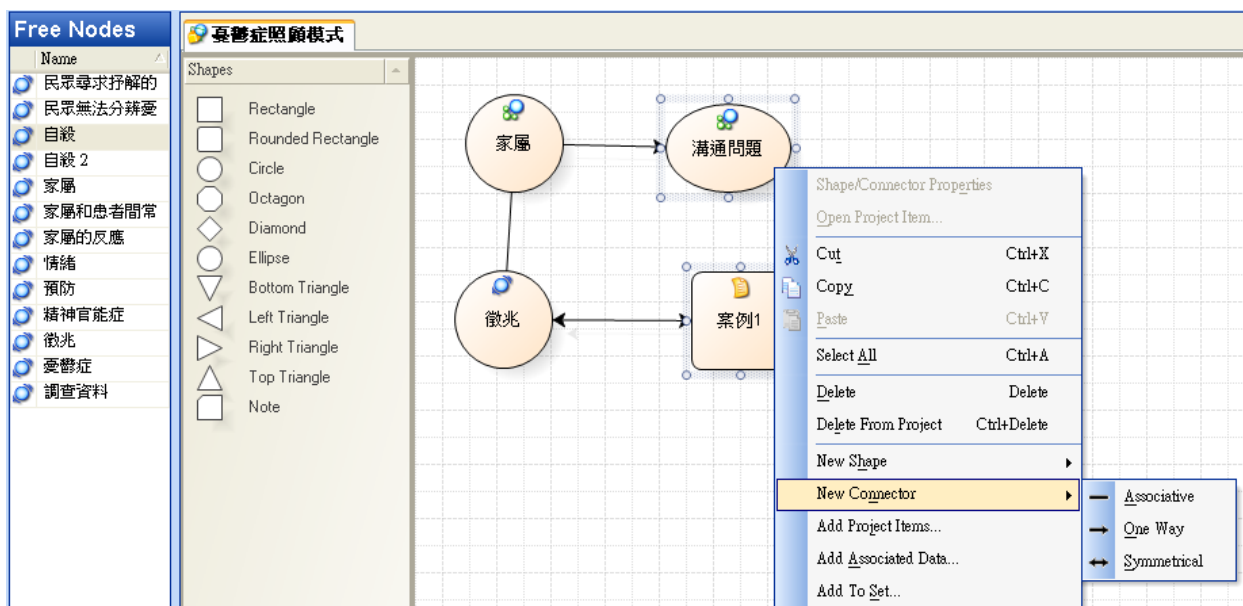 Free Nodes
Name
民眾尋求抒解的
民眾無法分辨憂
自殺
自殺 2
家屬
家屬和患者間常
家屬的反應
情緒
預防
精神官能症
徵兆
憂鬱症
調查資料
憂鬱症照顧模式
Shapes
Rectangle
Rounded Rectangle
Circle
Octagon
Diamond
Ellipse
Bottom Triangle
Left Triangle
Right Triangle
Top Triangle
Note
家屬
溝通問題
徵兆
案例1
Shape/Connector Properties
Open Project Item...
Cut Ctrl+X
Copy Ctrl+C
Paste Ctrl+V
Select All Ctrl+A
Delete Delete
Delete From Project Ctrl+Delete
New Shape
New Connector
Add Project Items...
Add Associated Data...
Add To Set...
Associative
One Way
Symmetrical